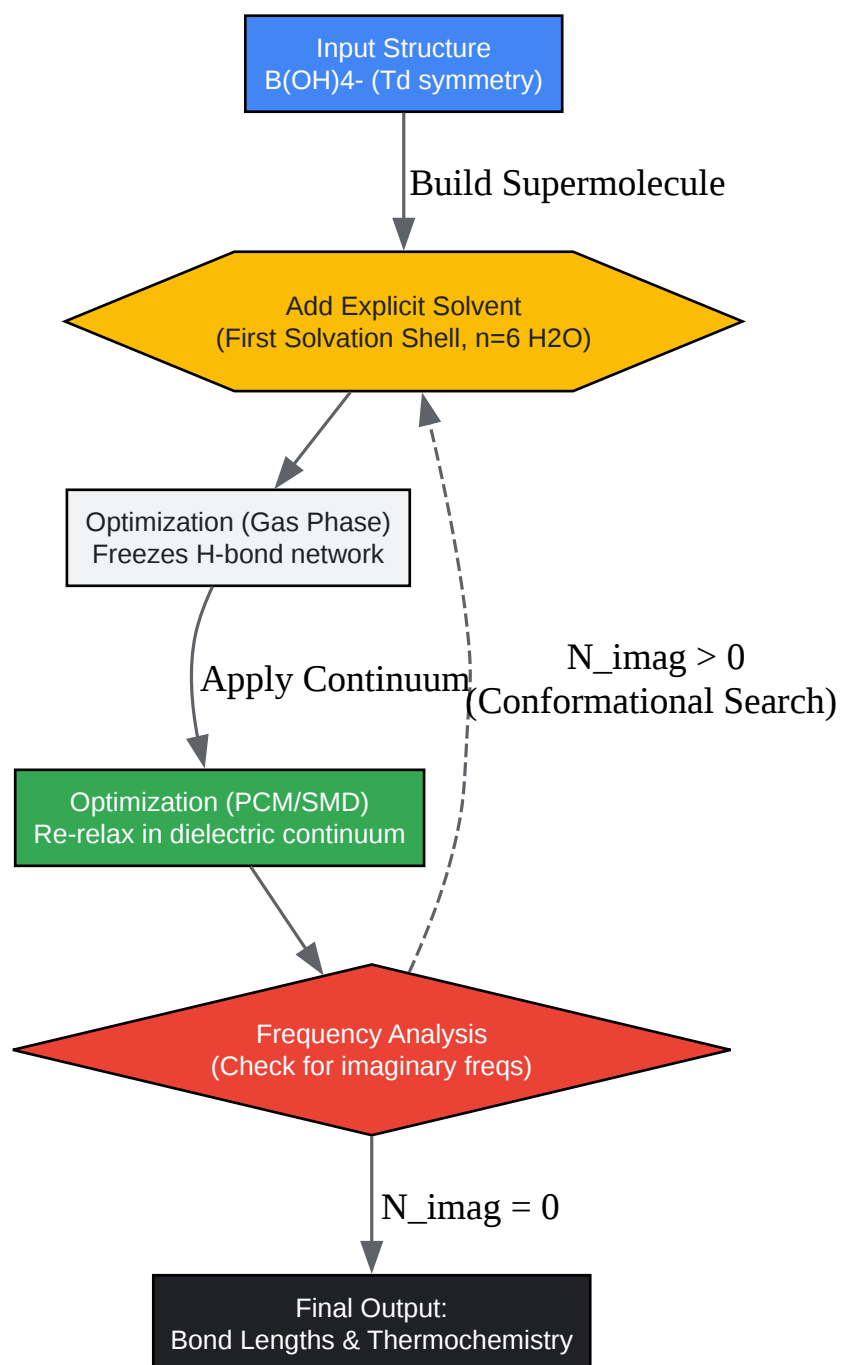 Input Structure
B(OH)4- (Td symmetry)
Build Supermolecule
Add Explicit Solvent
(First Solvation Shell, n=6 H2O)
Optimization (Gas Phase)
Freezes H-bond network
Apply Continuum
N_imag > 0
(Conformational Search)
Optimization (PCM/SMD)
Re-relax in dielectric continuum
Frequency Analysis
(Check for imaginary freqs)
N_imag = 0
Final Output:
Bond Lengths & Thermochemistry